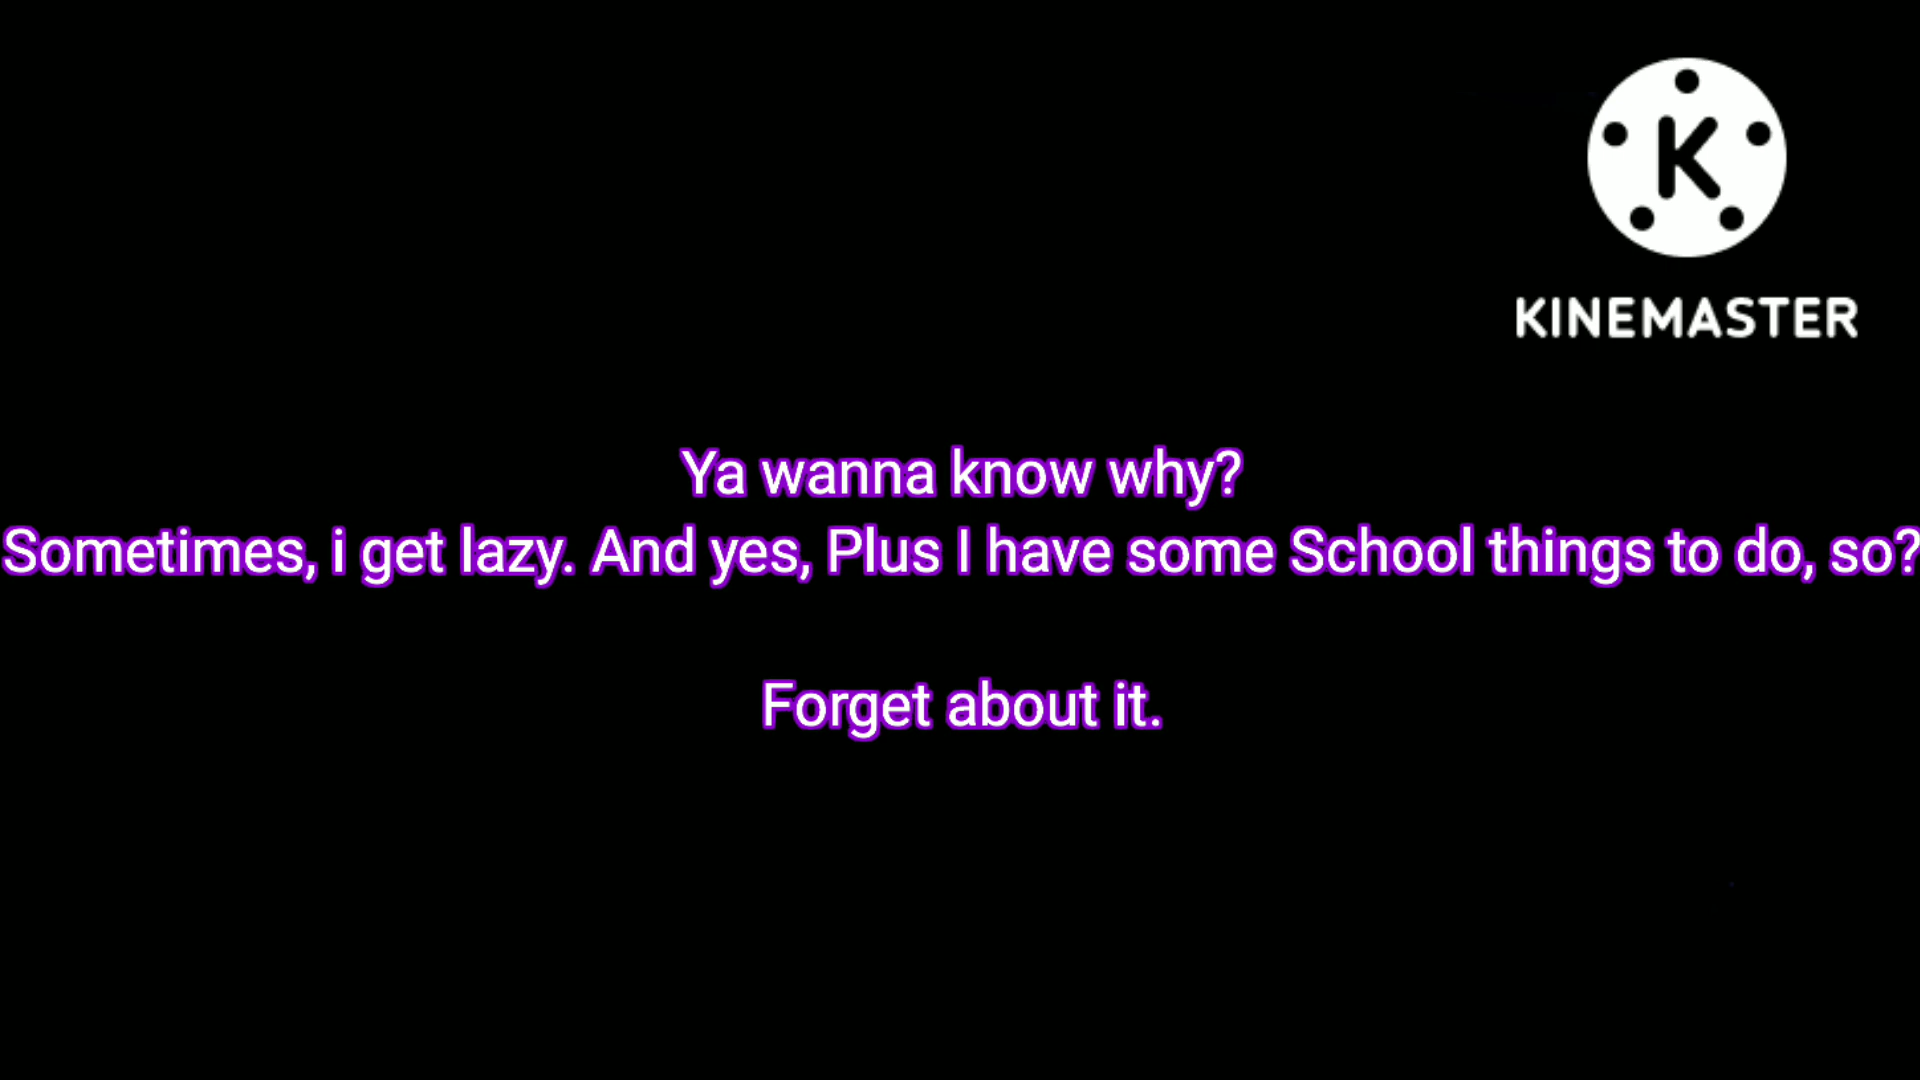 K
KINEMASTER
Ya wanna know why?
Sometimes, i get lazy. And yes, Plus I have some School things to do, so?
Forget about it.